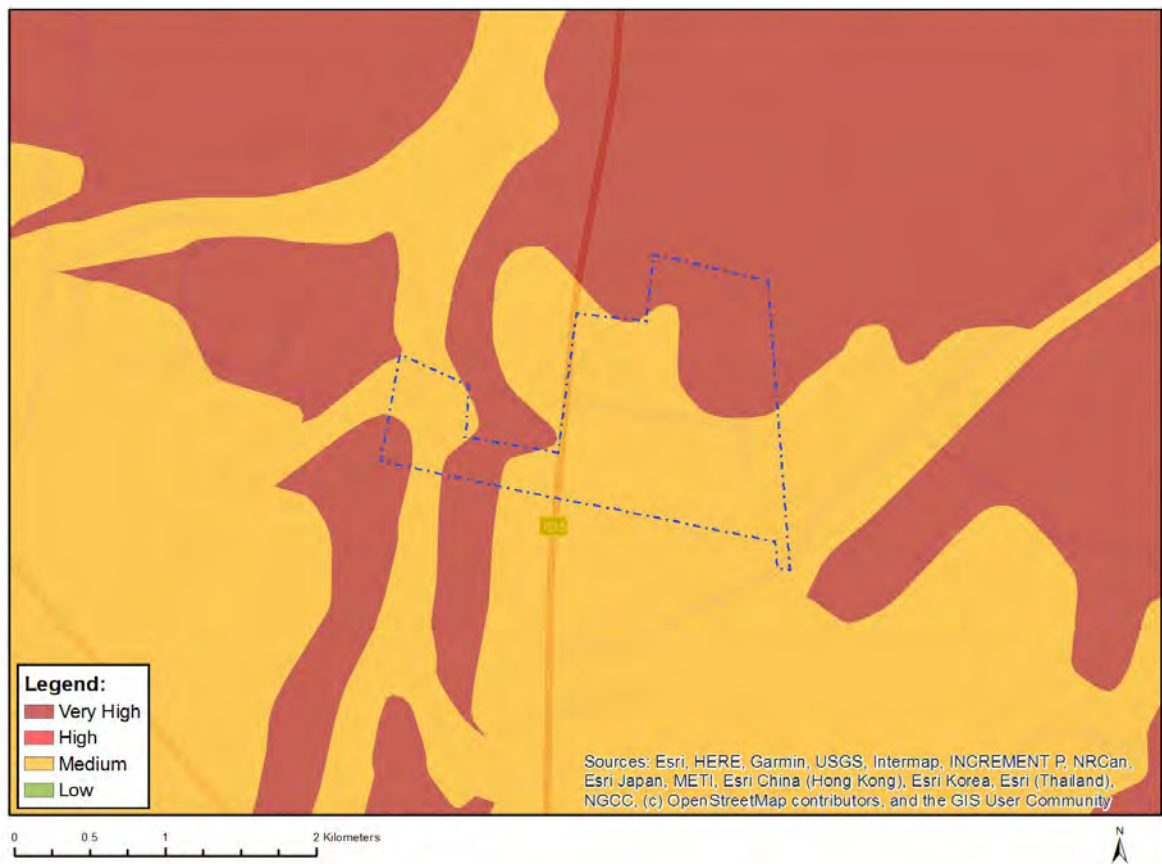 Legend:
Very High
High
Medium
Low
Sources: Esri, HERE, Garmin, USGS, Intermap, INCREMENT P, NRCan,
Esri Japan, METI, Esri China (Hong Kong), Esri Korea, Esri (Thailand),
NGCC, (c) OpenStreetMap contributors, and the GIS User Community
0 0.5 1 2 Kilometers
N